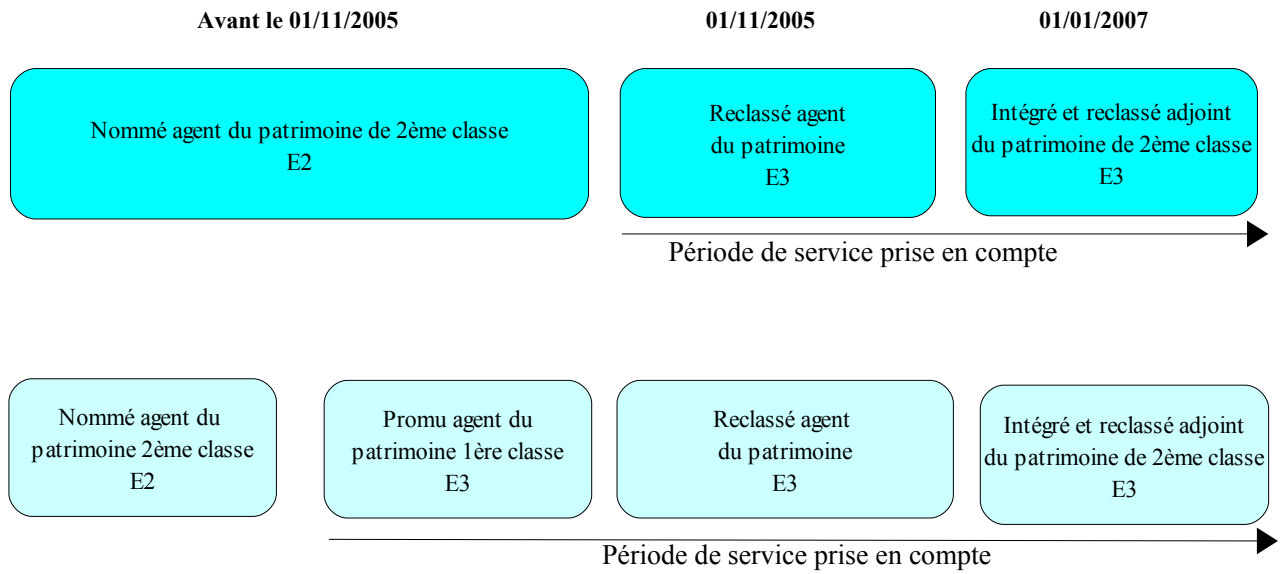 Avant le 01/11/2005
01/11/2005
01/01/2007
Nommé agent du patrimoine de 2ème classe
E2
Reclassé agent
du patrimoine
E3
Intégré et reclassé adjoint
du patrimoine de 2ème classe
E3
Période de service prise en compte
Nommé agent du
patrimoine 2ème classe
E2
Promu agent du
patrimoine 1ère classe
E3
Reclassé agent
du patrimoine
E3
Intégré et reclassé adjoint
du patrimoine de 2ème classe
E3
Période de service prise en compte